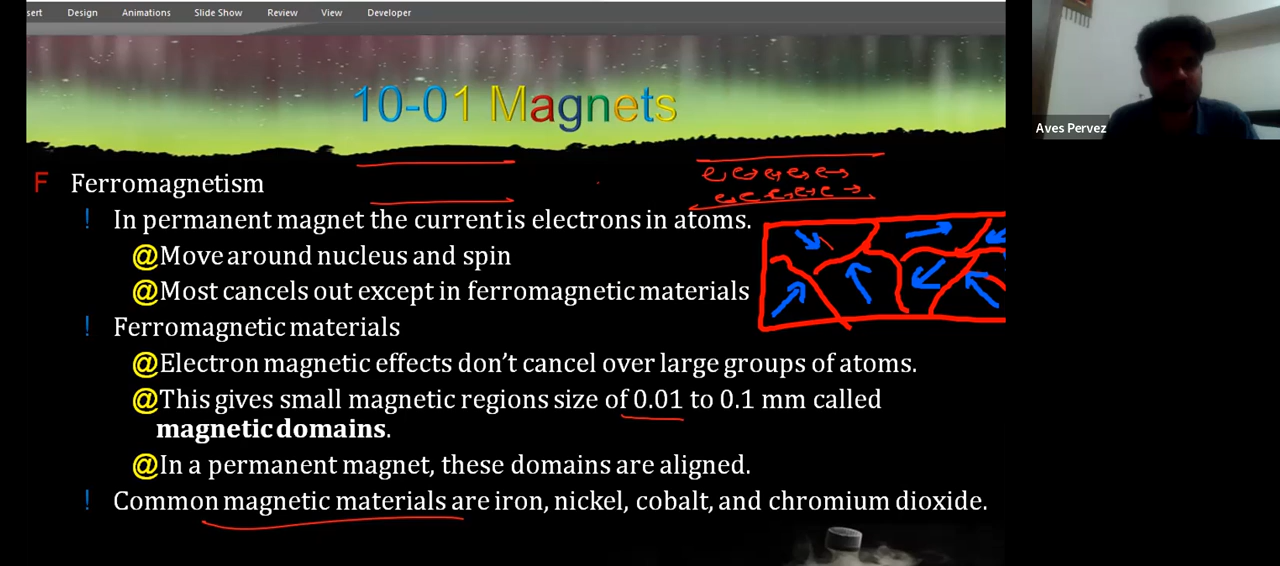 sert Design Animations Slide Show Review View Developer
10-01 Magnets
Aves Pervez
F Ferromagnetism
! In permanent magnet the current is electrons in atoms.
@Move around nucleus and spin
@Most cancels out except in ferromagnetic materials
! Ferromagnetic materials
@Electron magnetic effects don’t cancel over large groups of atoms.
@This gives small magnetic regions size of 0.01 to 0.1 mm called
magnetic domains.
@In a permanent magnet, these domains are aligned.
! Common magnetic materials are iron, nickel, cobalt, and chromium dioxide.